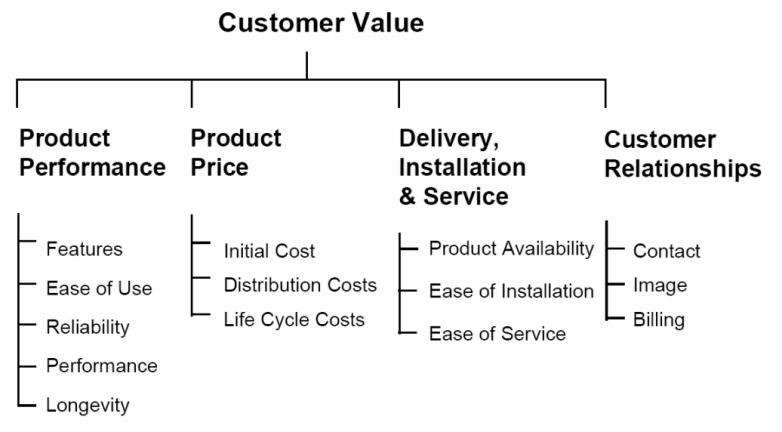 Customer Value
Product
Performance
Features
Ease of Use
Reliability
Performance
Longevity
Product
Price
Initial Cost
Distribution Costs
Life Cycle Costs
Delivery,
Installation
& Service
Product Availability
Ease of Installation
Ease of Service
Customer
Relationships
Contact
Image
Billing